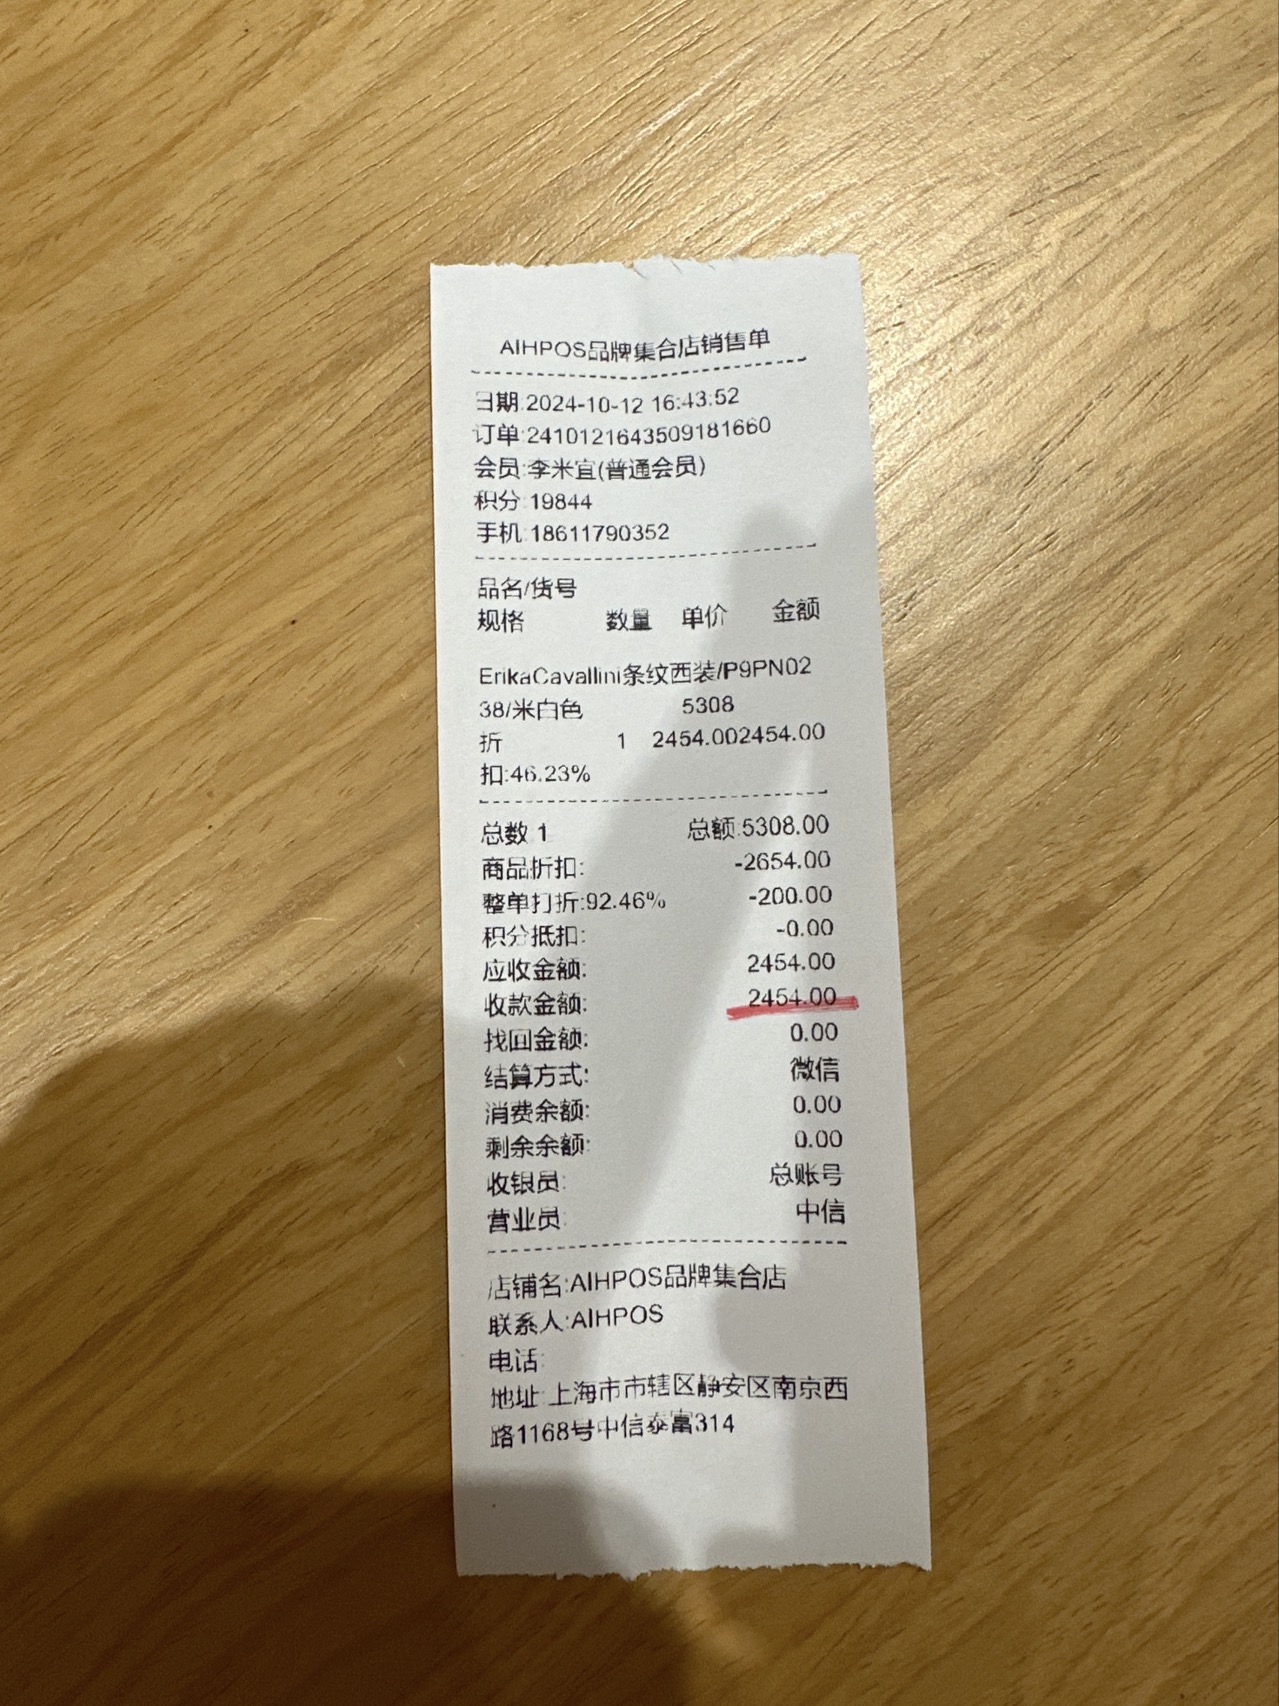 AIHPOS品牌集合店销售单
日期:2024-10-12 16:43:52
订单:2410121643509181660
会员:李米宜(普通会员)
积分:19844
手机:18611790352
品名/货号
规格 数量 单价 金额
ErikaCavallini条纹西装/P9PN02
38/米白色 5308
折 1 2454.002454.00
扣:46.23%
总数:1 总额:5308.00
商品折扣: -2654.00
整单打折:92.46% -200.00
积分抵扣: -0.00
应收金额: 2454.00
收款金额: 2454.00
找回金额: 0.00
结算方式: 微信
消费余额: 0.00
剩余余额: 0.00
收银员: 总账号
营业员: 中信
店铺名:AIHPOS品牌集合店
联系人:AIHPOS
电话:
地址:上海市市辖区静安区南京西
路1168号中信泰富314